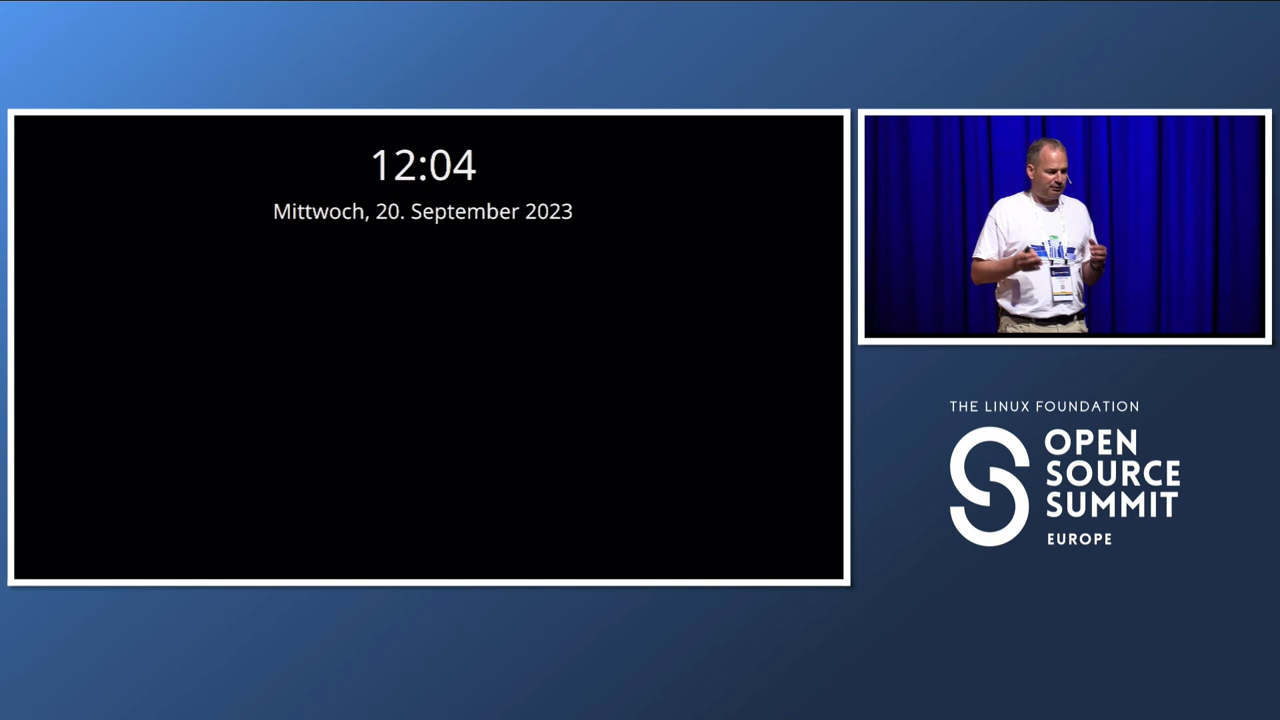 12:04
Mittwoch, 20. September 2023
THE LINUX FOUNDATION
OPEN
SOURCE
SUMMIT
EUROPE